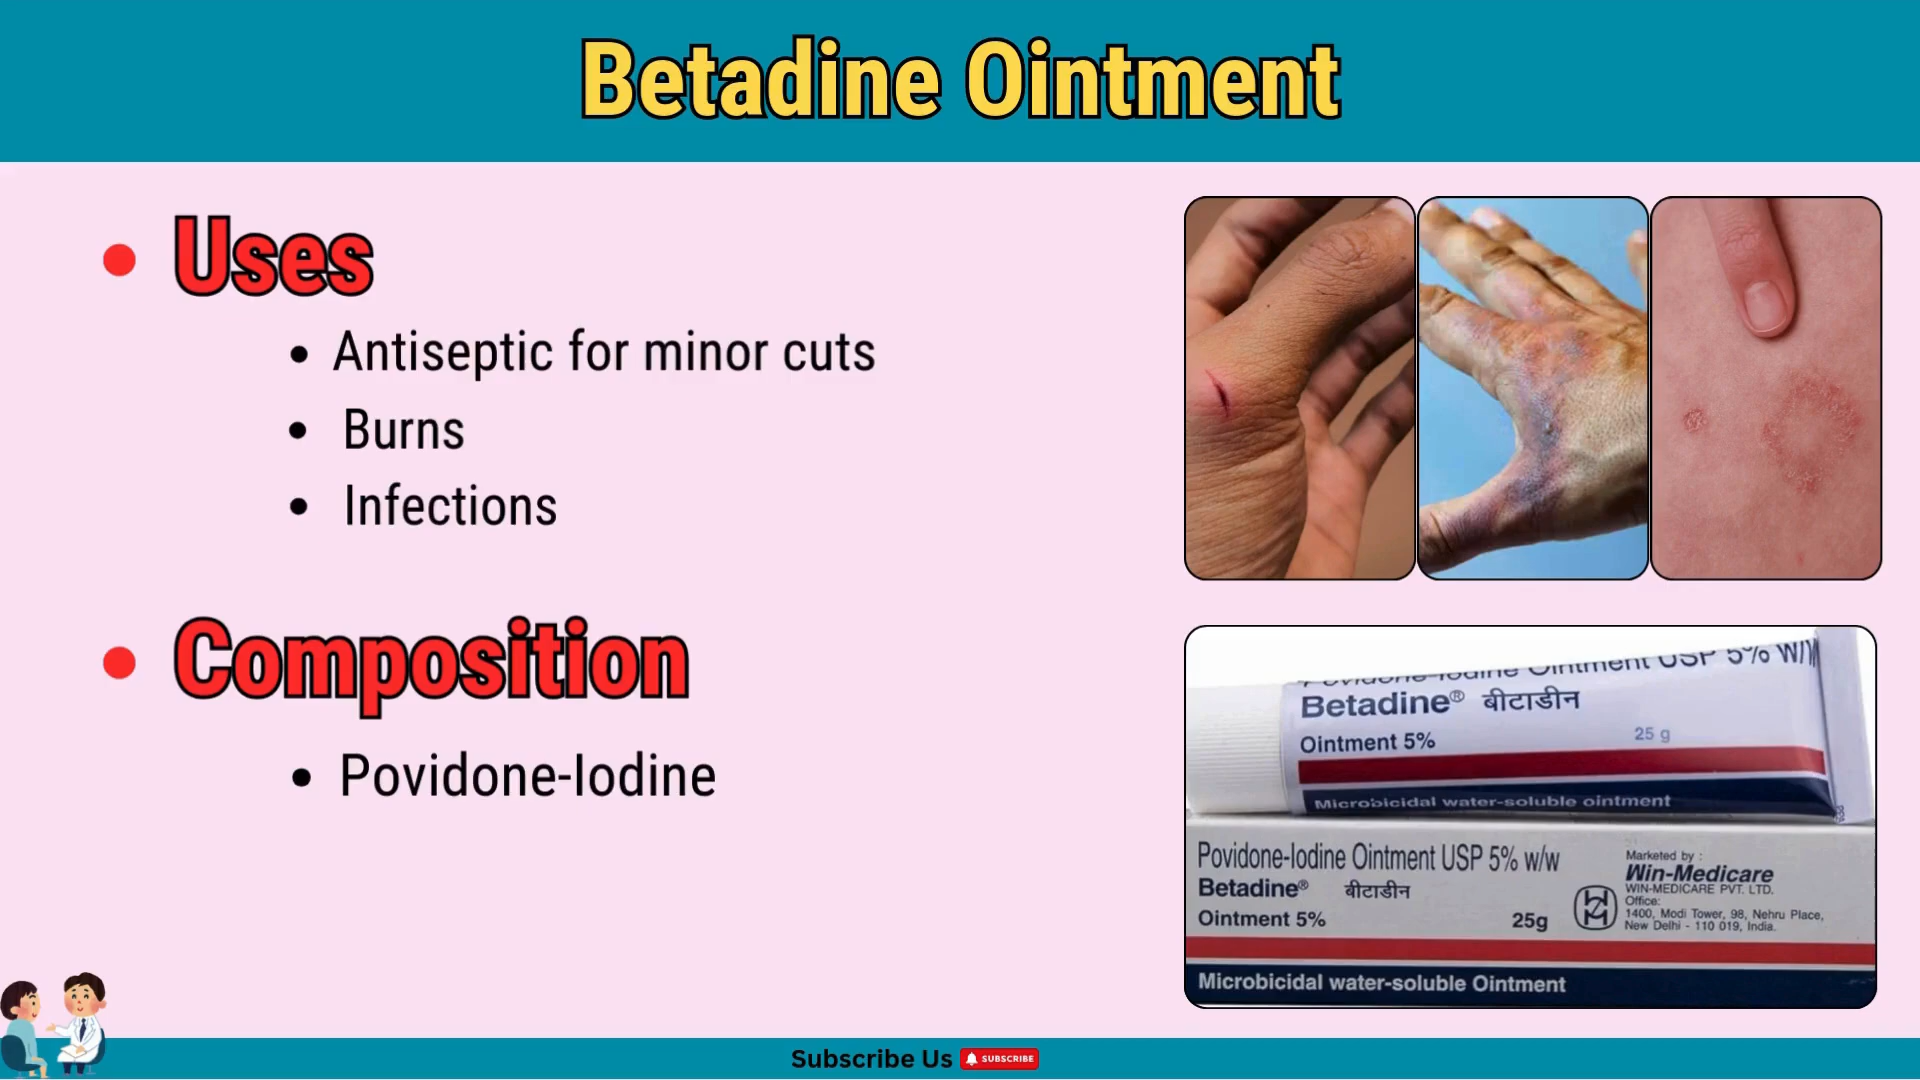 Betadine Ointment
Uses
Antiseptic for minor cuts
Burns
Infections
Composition
Povidone-Iodine
Povidone-Iodine Ointment USP 5% w/w
Betadine® बीटाडीन
Ointment 5% 25 g
Microbicidal water-soluble ointment
Povidone-Iodine Ointment USP 5% w/w
Betadine® बीटाडीन
Ointment 5% 25g
Marketed by :
Win-Medicare
WIN-MEDICARE PVT. LTD.
Office:
1400, Modi Tower, 98, Nehru Place,
New Delhi - 110 019, India.
Microbicidal water-soluble Ointment
Subscribe Us SUBSCRIBE